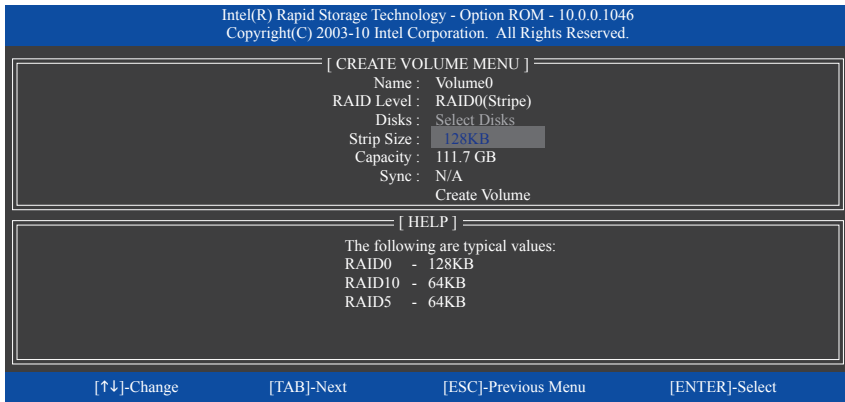 Intel(R) Rapid Storage Technology - Option ROM - 10.0.0.1046
Copyright(C) 2003-10 Intel Corporation. All Rights Reserved.
[ CREATE VOLUME MENU ]
Name : Volume0
RAID Level : RAID0(Stripe)
Disks : Select Disks
Strip Size : 128KB
Capacity : 111.7 GB
Sync : N/A
Create Volume
[ HELP ]
The following are typical values:
RAID0 - 128KB
RAID10 - 64KB
RAID5 - 64KB
[↑↓]-Change [TAB]-Next [ESC]-Previous Menu [ENTER]-Select